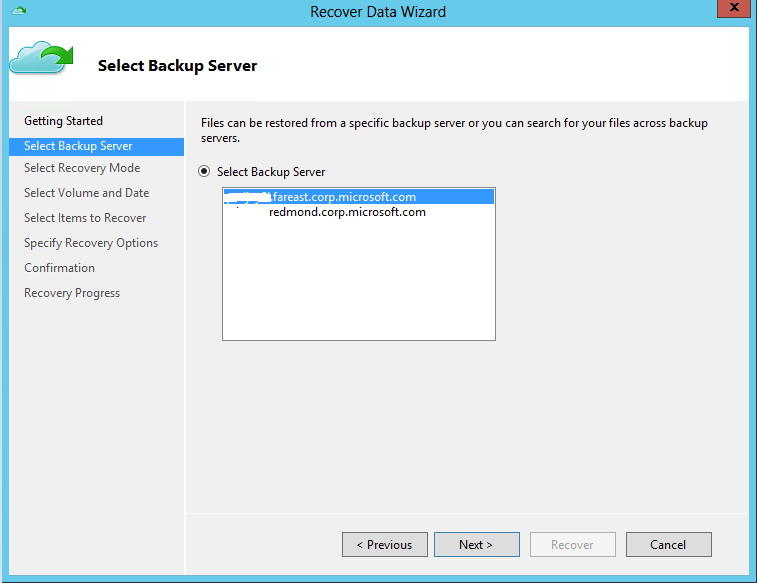 Recover Data Wizard
X
Select Backup Server
Getting Started
Select Backup Server
Select Recovery Mode
Select Volume and Date
Select Items to Recover
Specify Recovery Options
Confirmation
Recovery Progress
Files can be restored from a specific backup server or you can search for your files across backup
servers.
Select Backup Server
.fareast.corp.microsoft.com
redmond.corp.microsoft.com
< Previous
Next >
Recover
Cancel